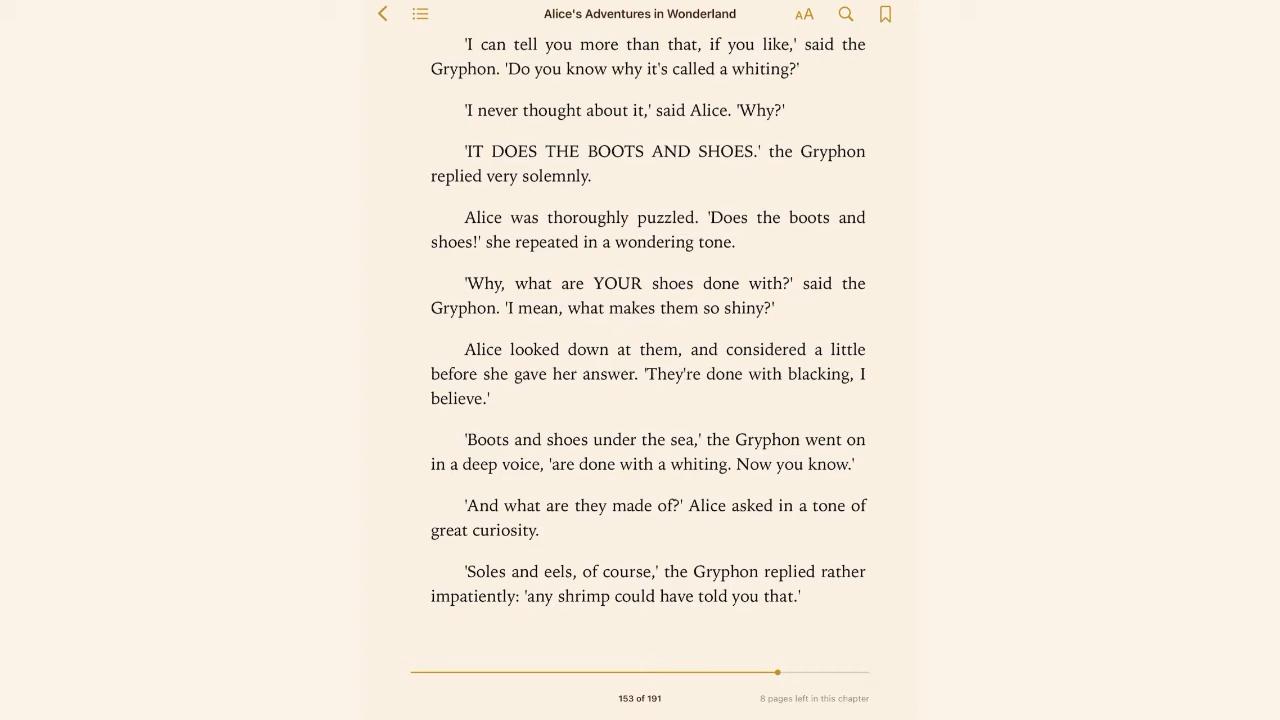 Alice's Adventures in Wonderland
AA
'I can tell you more than that, if you like,' said the
Gryphon. 'Do you know why it's called a whiting?'
'I never thought about it,' said Alice. 'Why?'
'IT DOES THE BOOTS AND SHOES.' the Gryphon
replied very solemnly.
Alice was thoroughly puzzled. 'Does the boots and
shoes!' she repeated in a wondering tone.
'Why, what are YOUR shoes done with?' said the
Gryphon. 'I mean, what makes them so shiny?'
Alice looked down at them, and considered a little
before she gave her answer. 'They're done with blacking, I
believe.'
'Boots and shoes under the sea,' the Gryphon went on
in a deep voice, 'are done with a whiting. Now you know.'
'And what are they made of?' Alice asked in a tone of
great curiosity.
'Soles and eels, of course,' the Gryphon replied rather
impatiently: 'any shrimp could have told you that.'
153 of 191
8 pages left in this chapter